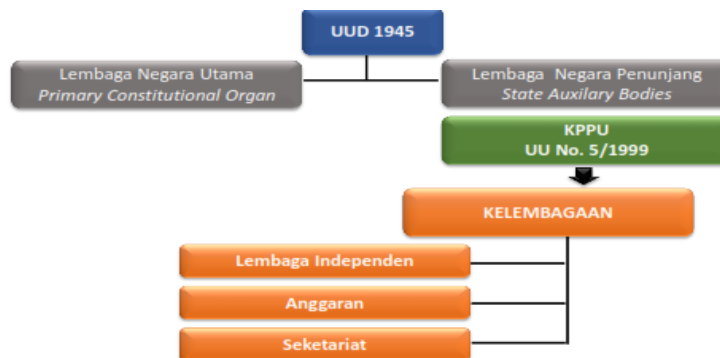 UUD 1945
Lembaga Negara Utama
Primary Constitutional Organ
Lembaga Negara Penunjang
State Auxilary Bodies
KPPU
UU No. 5/1999
KELEMBAGAAN
Lembaga Independen
Anggaran
Seketariat